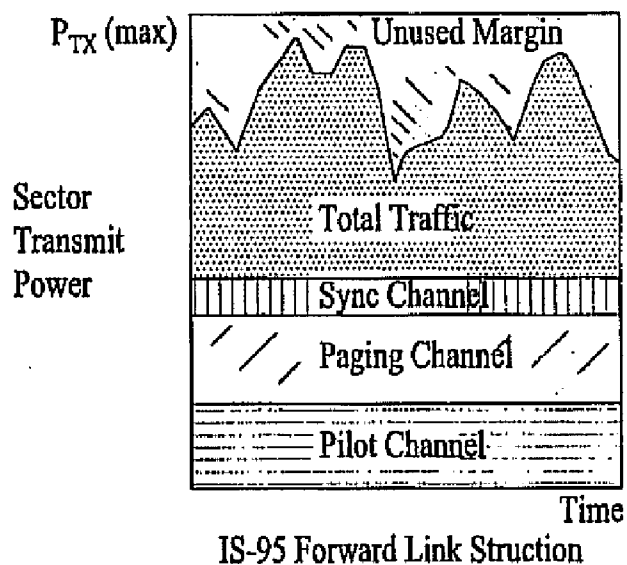 P_TX (max)
Unused Margin
Sector
Transmit
Power
Total Traffic
Sync Channel
Paging Channel
Pilot Channel
Time
IS-95 Forward Link Struction